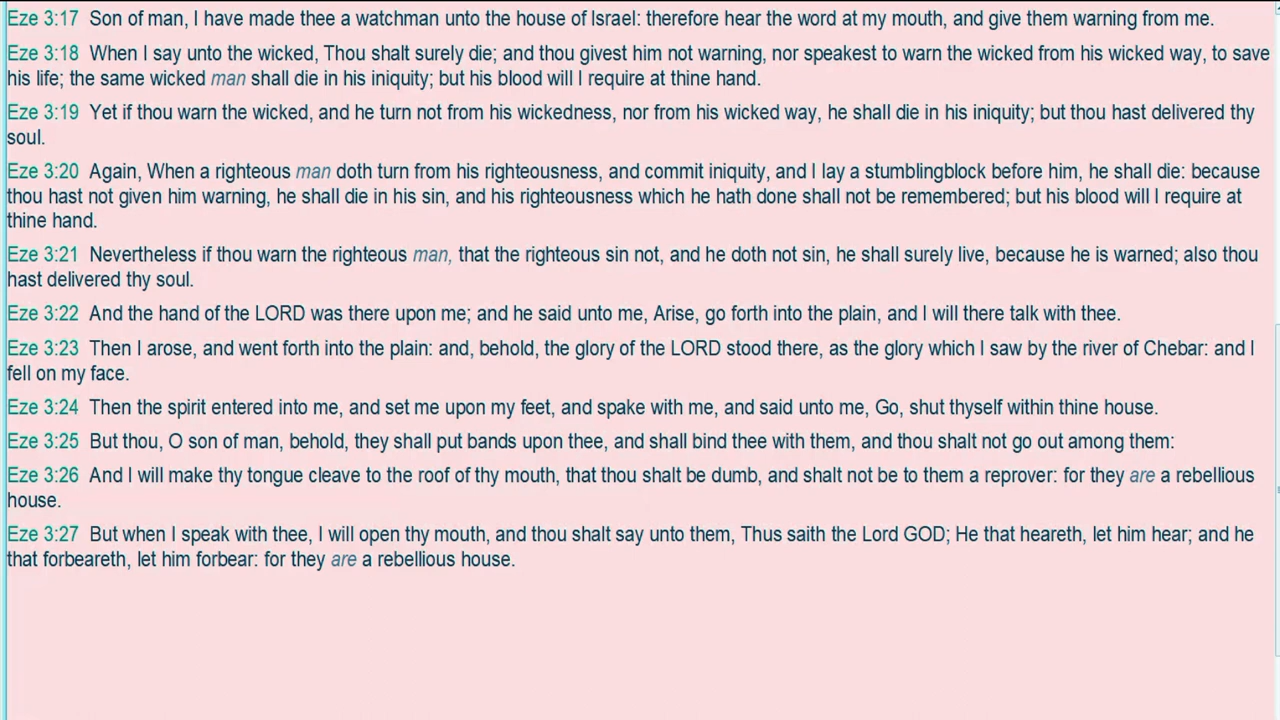 Eze 3:17 Son of man, I have made thee a watchman unto the house of Israel: therefore hear the word at my mouth, and give them warning from me.
Eze 3:18 When I say unto the wicked, Thou shalt surely die; and thou givest him not warning, nor speakest to warn the wicked from his wicked way, to save
his life; the same wicked man shall die in his iniquity; but his blood will I require at thine hand.
Eze 3:19 Yet if thou warn the wicked, and he turn not from his wickedness, nor from his wicked way, he shall die in his iniquity; but thou hast delivered thy
soul.
Eze 3:20 Again, When a righteous man doth turn from his righteousness, and commit iniquity, and I lay a stumblingblock before him, he shall die: because
thou hast not given him warning, he shall die in his sin, and his righteousness which he hath done shall not be remembered; but his blood will I require at
thine hand.
Eze 3:21 Nevertheless if thou warn the righteous man, that the righteous sin not, and he doth not sin, he shall surely live, because he is warned; also thou
hast delivered thy soul.
Eze 3:22 And the hand of the LORD was there upon me; and he said unto me, Arise, go forth into the plain, and I will there talk with thee.
Eze 3:23 Then I arose, and went forth into the plain: and, behold, the glory of the LORD stood there, as the glory which I saw by the river of Chebar: and I
fell on my face.
Eze 3:24 Then the spirit entered into me, and set me upon my feet, and spake with me, and said unto me, Go, shut thyself within thine house.
Eze 3:25 But thou, O son of man, behold, they shall put bands upon thee, and shall bind thee with them, and thou shalt not go out among them:
Eze 3:26 And I will make thy tongue cleave to the roof of thy mouth, that thou shalt be dumb, and shalt not be to them a reprover: for they are a rebellious
house.
Eze 3:27 But when I speak with thee, I will open thy mouth, and thou shalt say unto them, Thus saith the Lord GOD; He that heareth, let him hear; and he
that forbeareth, let him forbear: for they are a rebellious house.